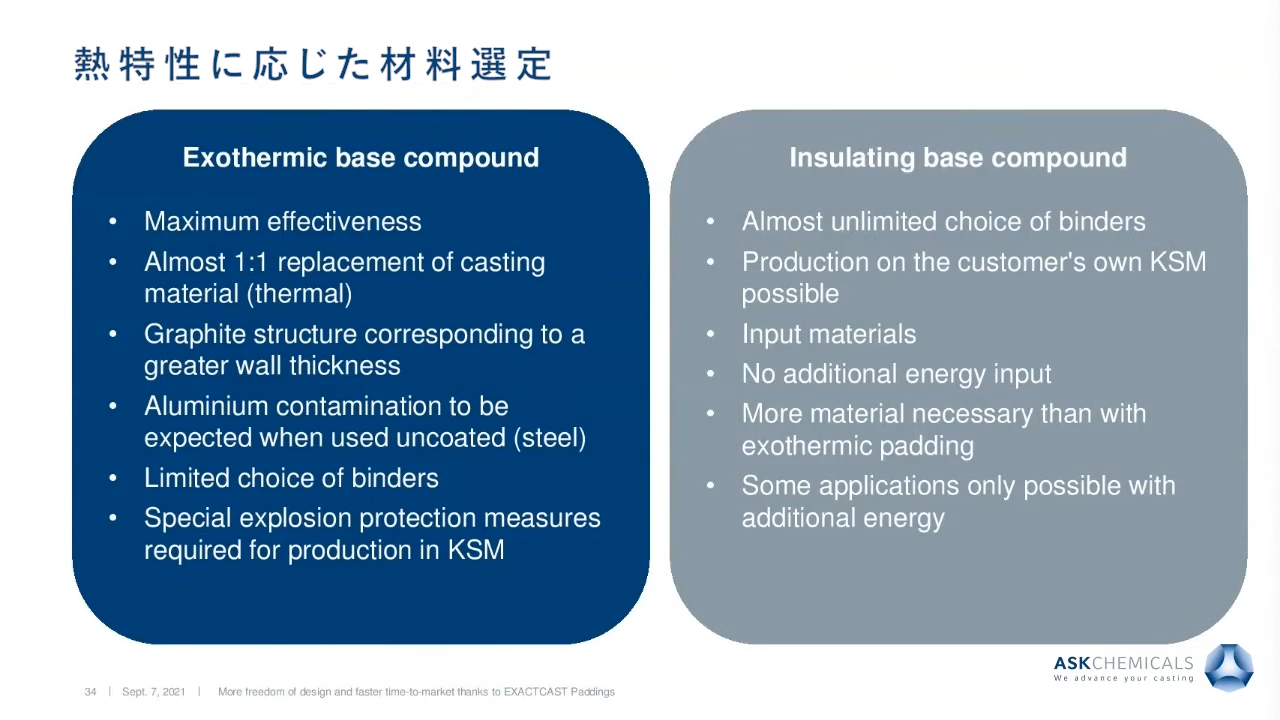 熱特性に応じた材料選定
Exothermic base compound
• Maximum effectiveness
• Almost 1:1 replacement of casting
material (thermal)
• Graphite structure corresponding to a
greater wall thickness
• Aluminium contamination to be
expected when used uncoated (steel)
• Limited choice of binders
• Special explosion protection measures
required for production in KSM
Insulating base compound
• Almost unlimited choice of binders
• Production on the customer's own KSM
possible
• Input materials
• No additional energy input
• More material necessary than with
exothermic padding
• Some applications only possible with
additional energy
ASKCHEMICALS
We advance your casting
34 | Sept. 7, 2021 | More freedom of design and faster time-to-market thanks to EXACTCAST Paddings